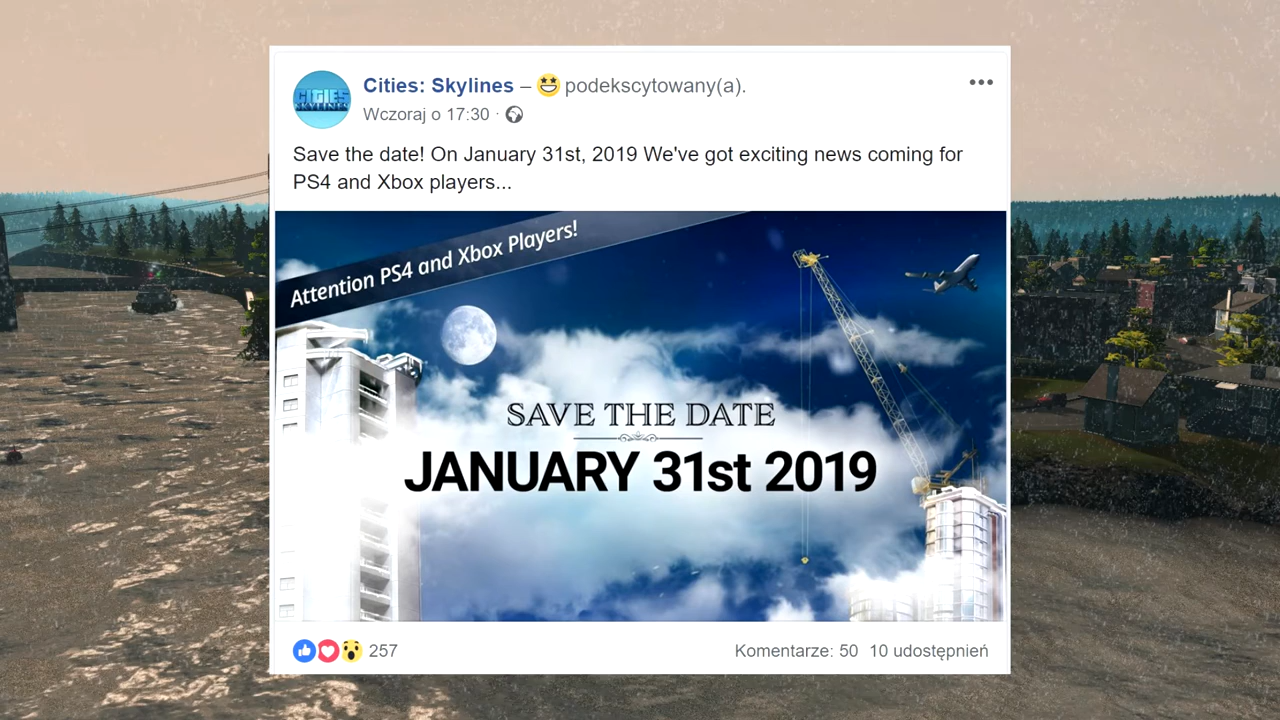 CITIES
SKYLINES
Cities: Skylines – podekscytowany(a).
Wczoraj o 17:30 ·
Save the date! On January 31st, 2019 We've got exciting news coming for
PS4 and Xbox players...
Attention PS4 and Xbox Players!
SAVE THE DATE
JANUARY 31st 2019
257
Komentarze: 50 10 udostępnień